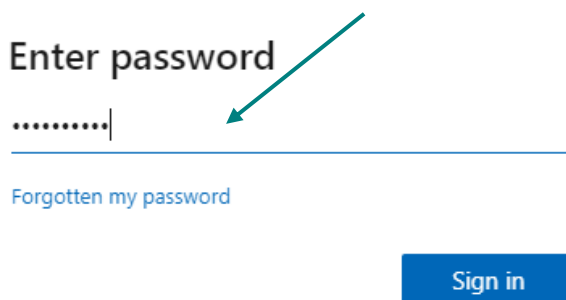 Enter password
••••••••••
Forgotten my password
Sign in